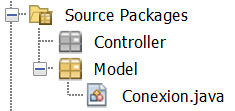 Source Packages
Controller
Model
Conexion.java